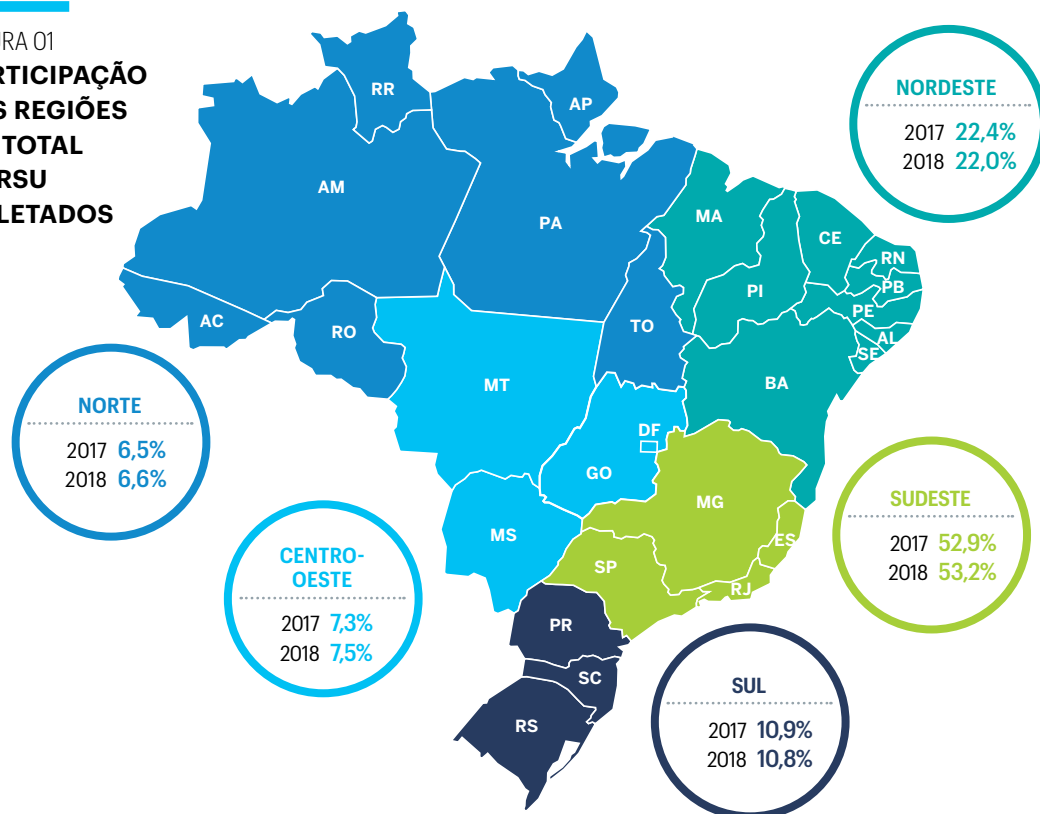 URA 01
RTICIPAÇÃO
S REGIÕES
TOTAL
RSU
LETADOS
RR
AP
AM
PA
MA
CE
RN
PB
PI
PE
AL
SE
AC
RO
TO
BA
MT
DF
GO
MG
ES
MS
SP
RJ
PR
SC
RS
NORDESTE
2017 22,4%
2018 22,0%
NORTE
2017 6,5%
2018 6,6%
CENTRO-
OESTE
2017 7,3%
2018 7,5%
SUDESTE
2017 52,9%
2018 53,2%
SUL
2017 10,9%
2018 10,8%